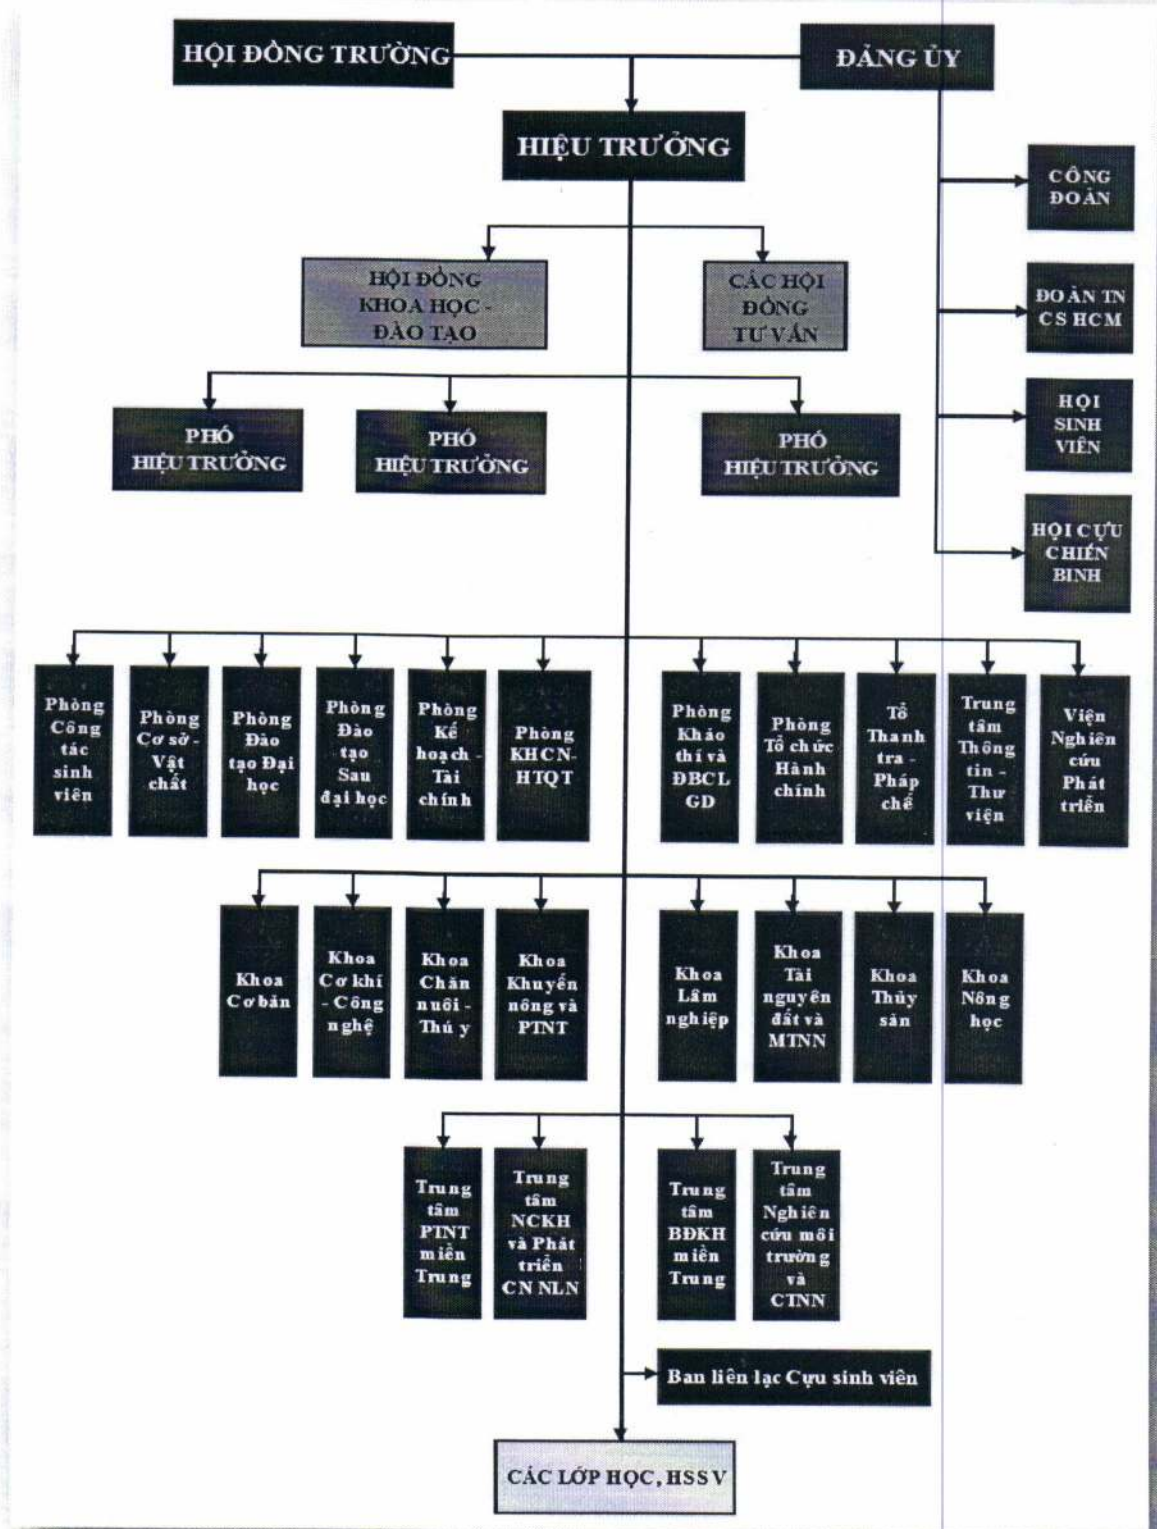 HỘI ĐỒNG TRƯỜNG
ĐẢNG ỦY
HIỆU TRƯỞNG
CÔNG
ĐOÀN
ĐOÀN TN
CS HCM
HỘI
SINH
VIÊN
HỘI CỰU
CHIẾN
BINH
HỘI ĐỒNG
KHOA HỌC -
ĐÀO TẠO
CÁC HỘI
ĐỒNG
TƯ VẤN
PHÓ
HIỆU TRƯỞNG
PHÓ
HIỆU TRƯỞNG
PHÓ
HIỆU TRƯỞNG
Phòng
Công
tác
sinh
viên
Phòng
Cơ sở -
Vật
chất
Phòng
Đào
tạo Đại
học
Phòng
Đào
tạo
Sau
đại học
Phòng
Kế
hoạch -
Tài
chính
Phòng
KHCN-
HTQT
Phòng
Khảo
thí và
ĐBCL
GD
Phòng
Tổ chức
Hành
chính
Tổ
Thanh
tra -
Pháp
chế
Trung
tâm
Thông
tin -
Thư
viện
Viện
Nghiên
cứu
Phát
triển
Khoa
Cơ bản
Khoa
Cơ khí
- Công
nghệ
Khoa
Chăn
nuôi -
Thú y
Khoa
Khuyến
nông và
PTNT
Khoa
Lâm
nghiệp
Khoa
Tài
nguyên
đất và
MTNN
Khoa
Thủy
sản
Khoa
Nông
học
Trung
tâm
PTNT
miền
Trung
Trung
tâm
NCKH
và Phát
triển
CN NLN
Trung
tâm
BĐKH
miền
Trung
Trung
tâm
Nghiên
cứu môi
trường
và
CTNN
Ban liên lạc Cựu sinh viên
CÁC LỚP HỌC, HSSV